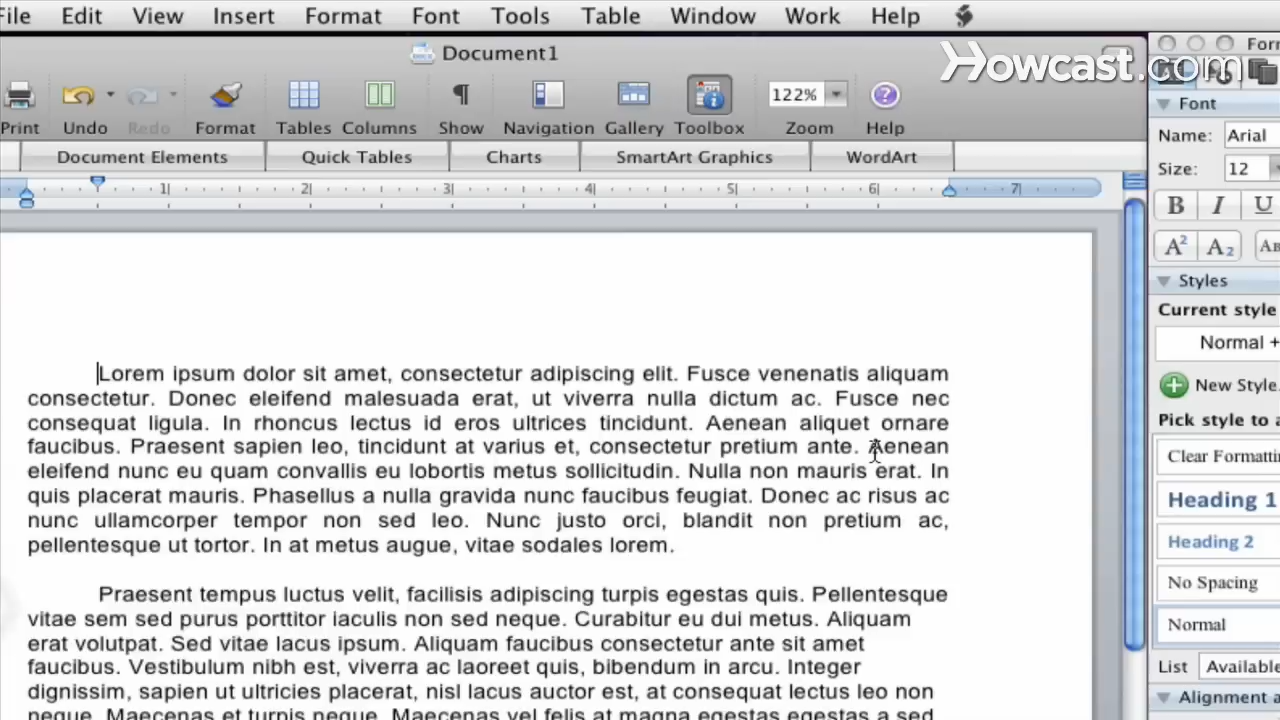 File Edit View Insert Format Font Tools Table Window Work Help
Document1
Howcast.com
Print Undo Redo Format Tables Columns Show Navigation Gallery Toolbox Zoom Help
122%
Document Elements Quick Tables Charts SmartArt Graphics WordArt
1 2 3 4 5 6 7
Lorem ipsum dolor sit amet, consectetur adipiscing elit. Fusce venenatis aliquam
consectetur. Donec eleifend malesuada erat, ut viverra nulla dictum ac. Fusce nec
consequat ligula. In rhoncus lectus id eros ultrices tincidunt. Aenean aliquet ornare
faucibus. Praesent sapien leo, tincidunt at varius et, consectetur pretium ante. Aenean
eleifend nunc eu quam convallis eu lobortis metus sollicitudin. Nulla non mauris erat. In
quis placerat mauris. Phasellus a nulla gravida nunc faucibus feugiat. Donec ac risus ac
nunc ullamcorper tempor non sed leo. Nunc justo orci, blandit non pretium ac,
pellentesque ut tortor. In at metus augue, vitae sodales lorem.
Praesent tempus luctus velit, facilisis adipiscing turpis egestas quis. Pellentesque
vitae sem sed purus porttitor iaculis non sed neque. Curabitur eu dui metus. Aliquam
erat volutpat. Sed vitae lacus ipsum. Aliquam faucibus consectetur ante sit amet
faucibus. Vestibulum nibh est, viverra ac laoreet quis, bibendum in arcu. Integer
dignissim, sapien ut ultricies placerat, nisl lacus auctor est, at consequat lectus leo non
neque. Maecenas et turpis neque. Maecenas vel felis at magna egestas egestas a sed
Font
Name: Arial
Size: 12
B I U
A2 A2
Styles
Current style
Normal +
New Style
Pick style to a
Clear Formattin
Heading 1
Heading 2
No Spacing
Normal
List Available
Alignment a